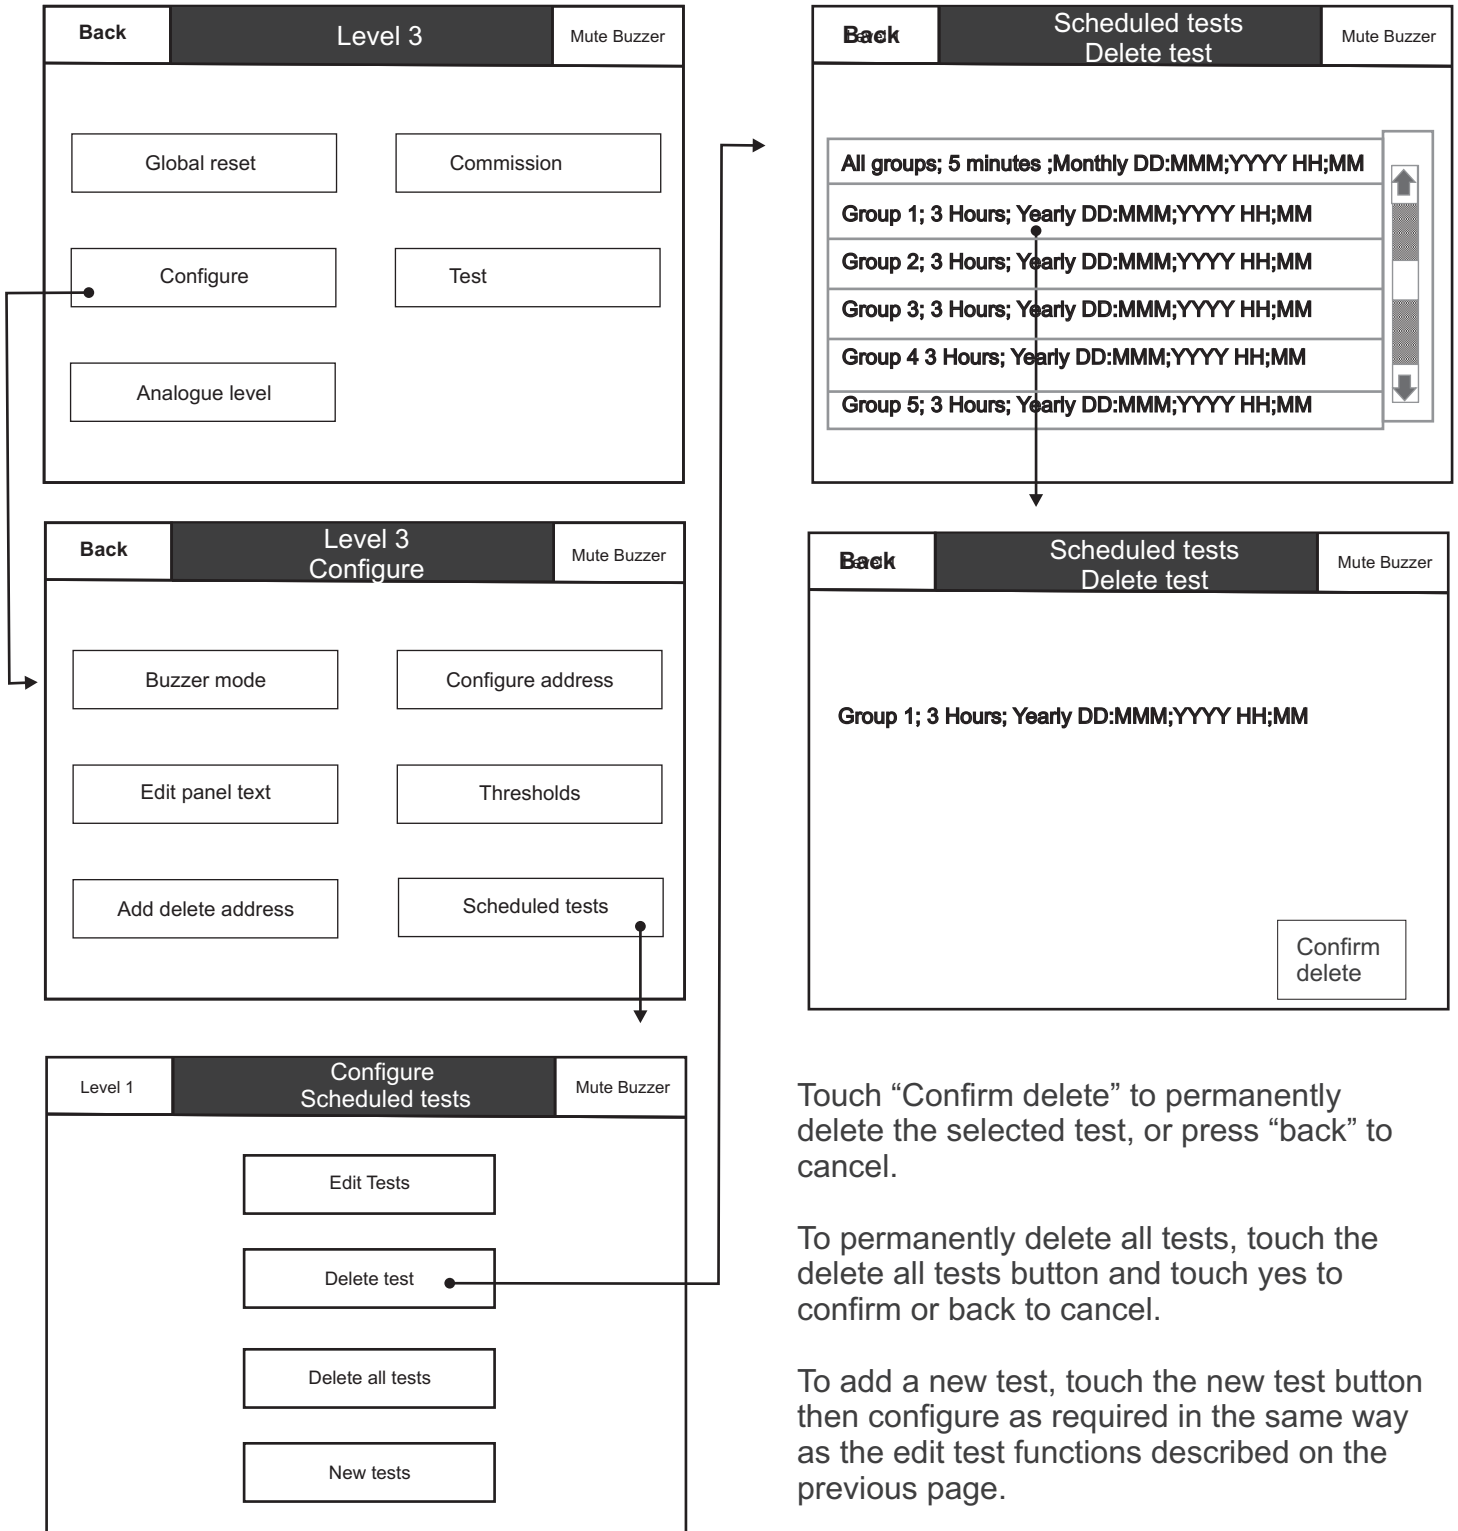 Back
Level 3
Mute Buzzer
Global reset
Commission
Configure
Test
Analogue level
Back
Level 3
Configure
Mute Buzzer
Buzzer mode
Configure address
Edit panel text
Thresholds
Add delete address
Scheduled tests
Level 1
Configure
Scheduled tests
Mute Buzzer
Edit Tests
Delete test
Delete all tests
New tests
Back
Scheduled tests
Delete test
Mute Buzzer
All groups; 5 minutes ;Monthly DD:MMM;YYYY HH;MM
Group 1; 3 Hours; Yearly DD:MMM;YYYY HH;MM
Group 2; 3 Hours; Yearly DD:MMM;YYYY HH;MM
Group 3; 3 Hours; Yearly DD:MMM;YYYY HH;MM
Group 4 3 Hours; Yearly DD:MMM;YYYY HH;MM
Group 5; 3 Hours; Yearly DD:MMM;YYYY HH;MM
Back
Scheduled tests
Delete test
Mute Buzzer
Group 1; 3 Hours; Yearly DD:MMM;YYYY HH;MM
Confirm
delete
Touch “Confirm delete” to permanently
delete the selected test, or press “back” to
cancel.
To permanently delete all tests, touch the
delete all tests button and touch yes to
confirm or back to cancel.
To add a new test, touch the new test button
then configure as required in the same way
as the edit test functions described on the
previous page.